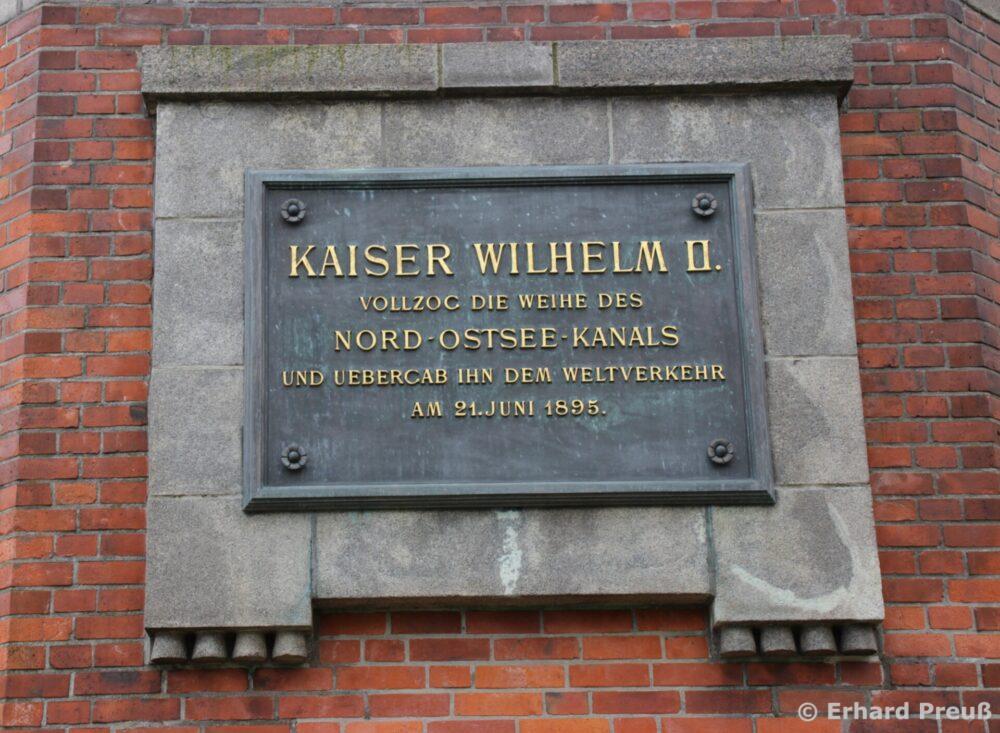 KAISER WILHELM II.
VOLLZOG DIE WEIHE DES
NORD-OSTSEE-KANALS
UND UEBERGAB IHN DEM WELTVERKEHR
AM 21. JUNI 1895.
© Erhard Preuß